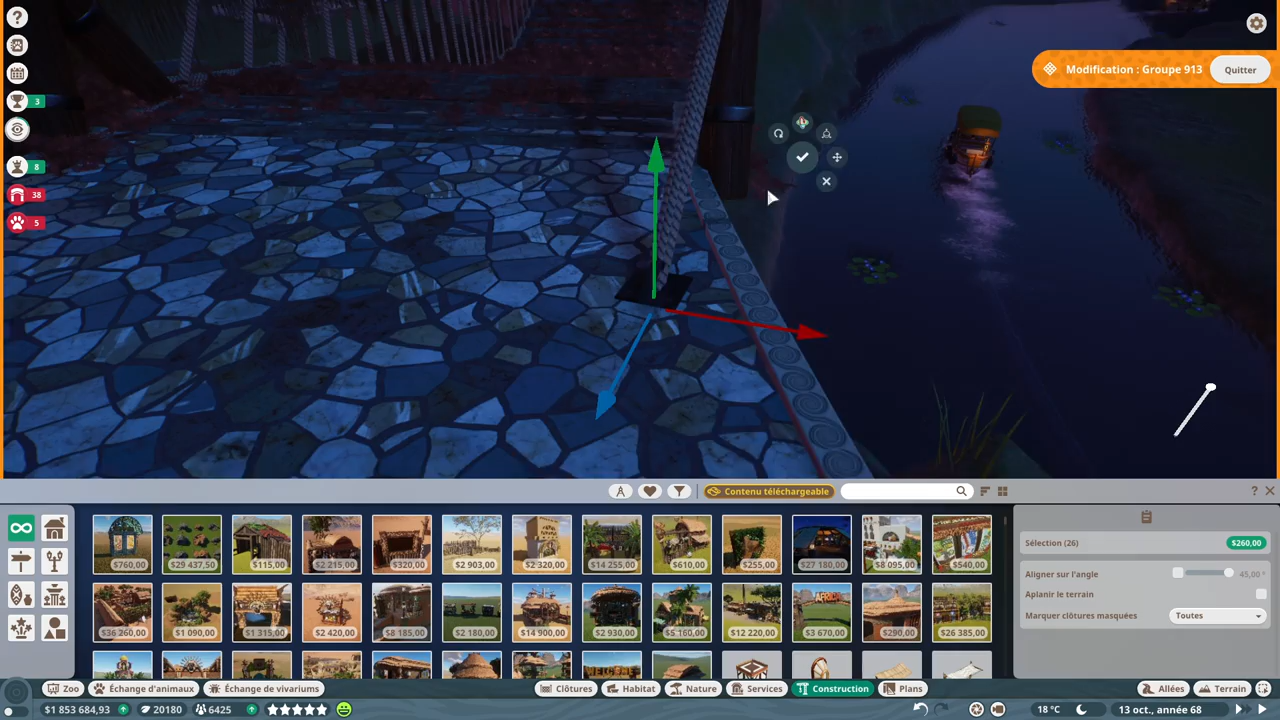 Modification : Groupe 913
Quitter
3
8
38
5
Contenu téléchargeable
?
$760,00
$29 437,50
$115,00
$2 215,00
$320,00
$2 903,00
$2 320,00
$14 255,00
$610,00
$255,00
$27 180,00
$8 095,00
$540,00
$36 260,00
$1 090,00
$1 315,00
$2 420,00
$8 185,00
$2 180,00
$14 900,00
$2 930,00
$5 160,00
$12 220,00
$3 670,00
$290,00
$26 385,00
Sélection (26)
$260,00
Aligner sur l'angle
45,00 °
Aplanir le terrain
Marquer clôtures masquées
Toutes
Zoo
Échange d'animaux
Échange de vivariums
Clôtures
Habitat
Nature
Services
Construction
Plans
Allées
Terrain
$1 853 684,93
20180
6425
18 °C
13 oct., année 68